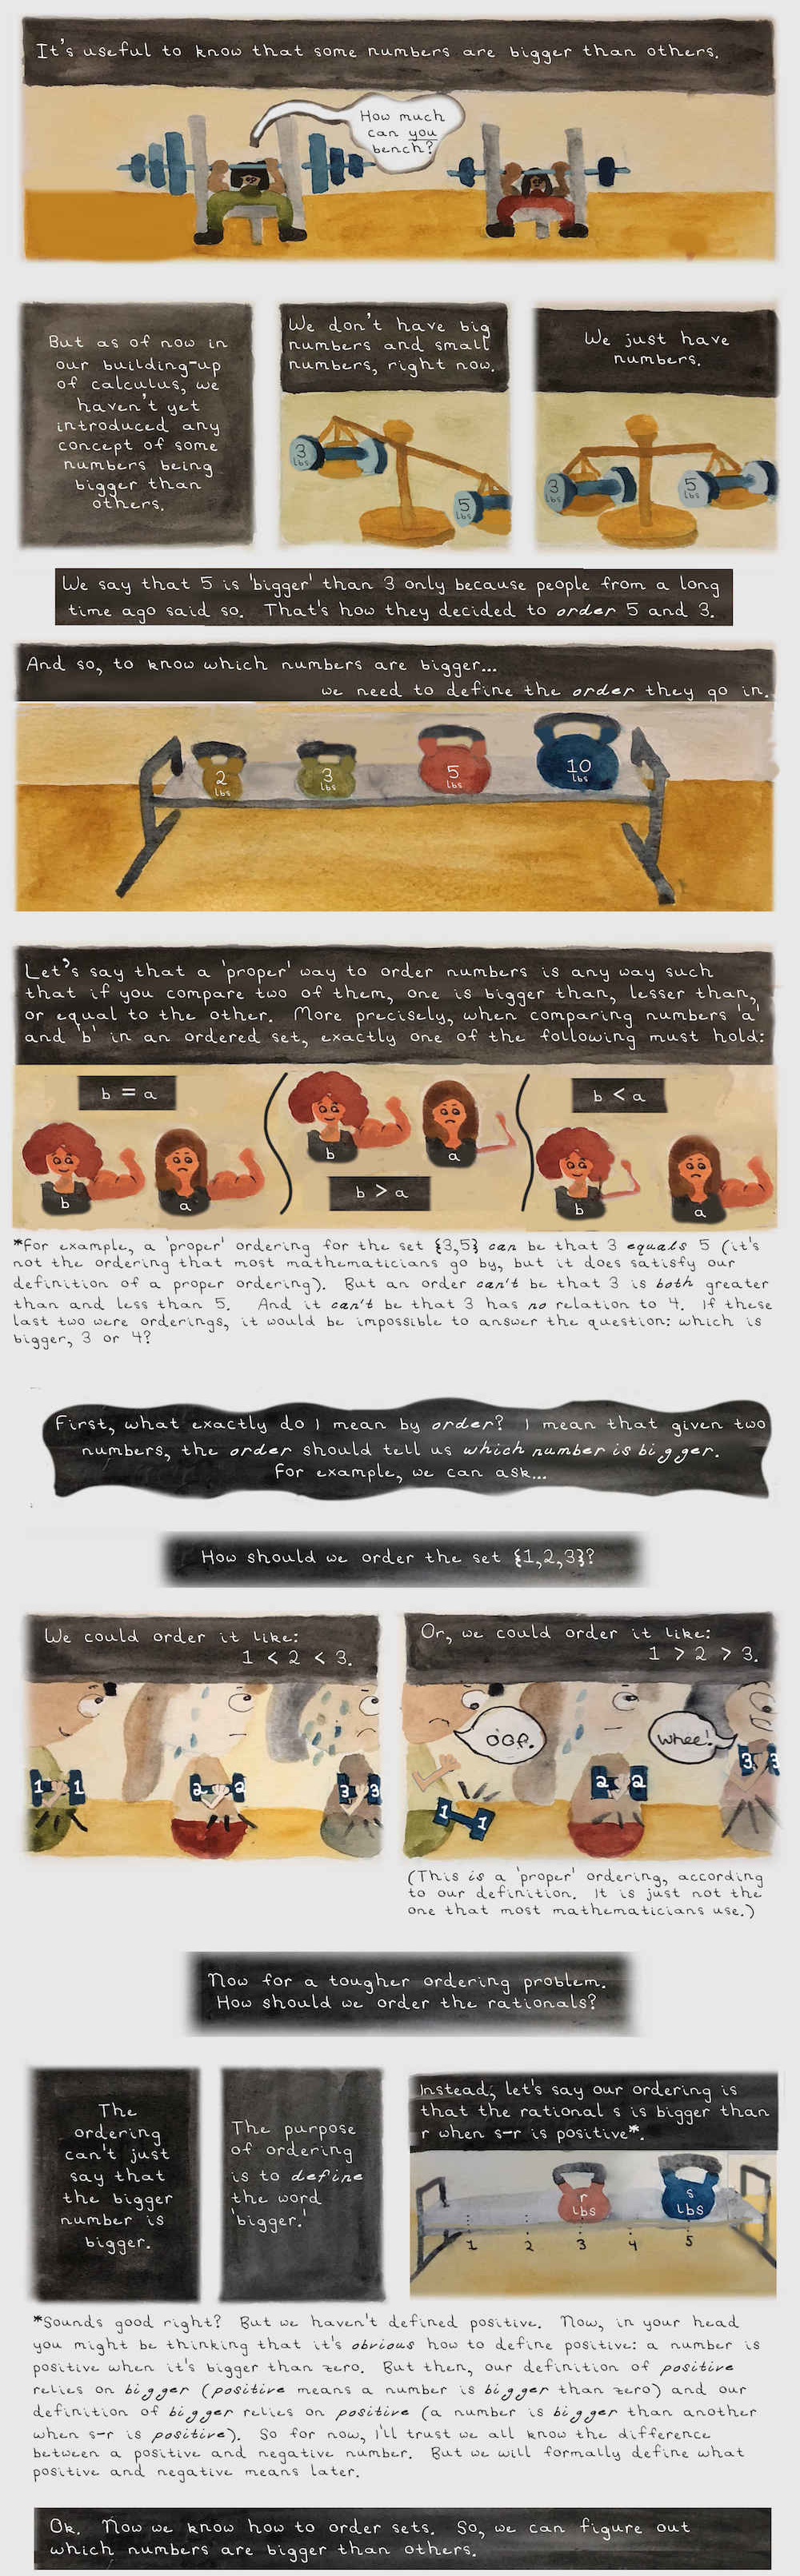 It's useful to know that some numbers are bigger than others.
How much
can you
bench?
But as of now in
our building-up
of calculus, we
haven't yet
introduced any
concept of some
numbers being
bigger than
others.
We don't have big
numbers and small
numbers, right now.
3
lbs
5
lbs
We just have
numbers.
3
lbs
5
lbs
We say that 5 is 'bigger' than 3 only because people from a long
time ago said so. That's how they decided to order 5 and 3.
And so, to know which numbers are bigger...
we need to define the order they go in.
2
lbs
3
lbs
5
lbs
10
lbs
Let's say that a 'proper' way to order numbers is any way such
that if you compare two of them, one is bigger than, lesser than,
or equal to the other. More precisely, when comparing numbers 'a'
and 'b' in an ordered set, exactly one of the following must hold:
b = a
b
a
b
a
b > a
b < a
b
a
*For example, a 'proper' ordering for the set {3,5} can be that 3 equals 5 (it's
not the ordering that most mathematicians go by, but it does satisfy our
definition of a proper ordering). But an order can't be that 3 is both greater
than and less than 5. And it can't be that 3 has no relation to 4. If these
last two were orderings, it would be impossible to answer the question: which is
bigger, 3 or 4?
First, what exactly do I mean by order? I mean that given two
numbers, the order should tell us which number is bigger.
For example, we can ask...
How should we order the set {1,2,3}?
We could order it like:
1 < 2 < 3.
1 1
2 2
3 3
Or, we could order it like:
1 > 2 > 3.
oof.
whee!
1 1
2 2
3 3
(This is a 'proper' ordering, according
to our definition. It is just not the
one that most mathematicians use.)
Now for a tougher ordering problem.
How should we order the rationals?
The
ordering
can't just
say that
the bigger
number is
bigger.
The purpose
of ordering
is to define
the word
'bigger.'
Instead, let's say our ordering is
that the rational s is bigger than
r when s-r is positive*.
r
lbs
s
lbs
1 2 3 4 5
*Sounds good right? But we haven't defined positive. Now, in your head
you might be thinking that it's obvious how to define positive: a number is
positive when it's bigger than zero. But then, our definition of positive
relies on bigger (positive means a number is bigger than zero) and our
definition of bigger relies on positive (a number is bigger than another
when s-r is positive). So for now, I'll trust we all know the difference
between a positive and negative number. But we will formally define what
positive and negative means later.
Ok. Now we know how to order sets. So, we can figure out
which numbers are bigger than others.